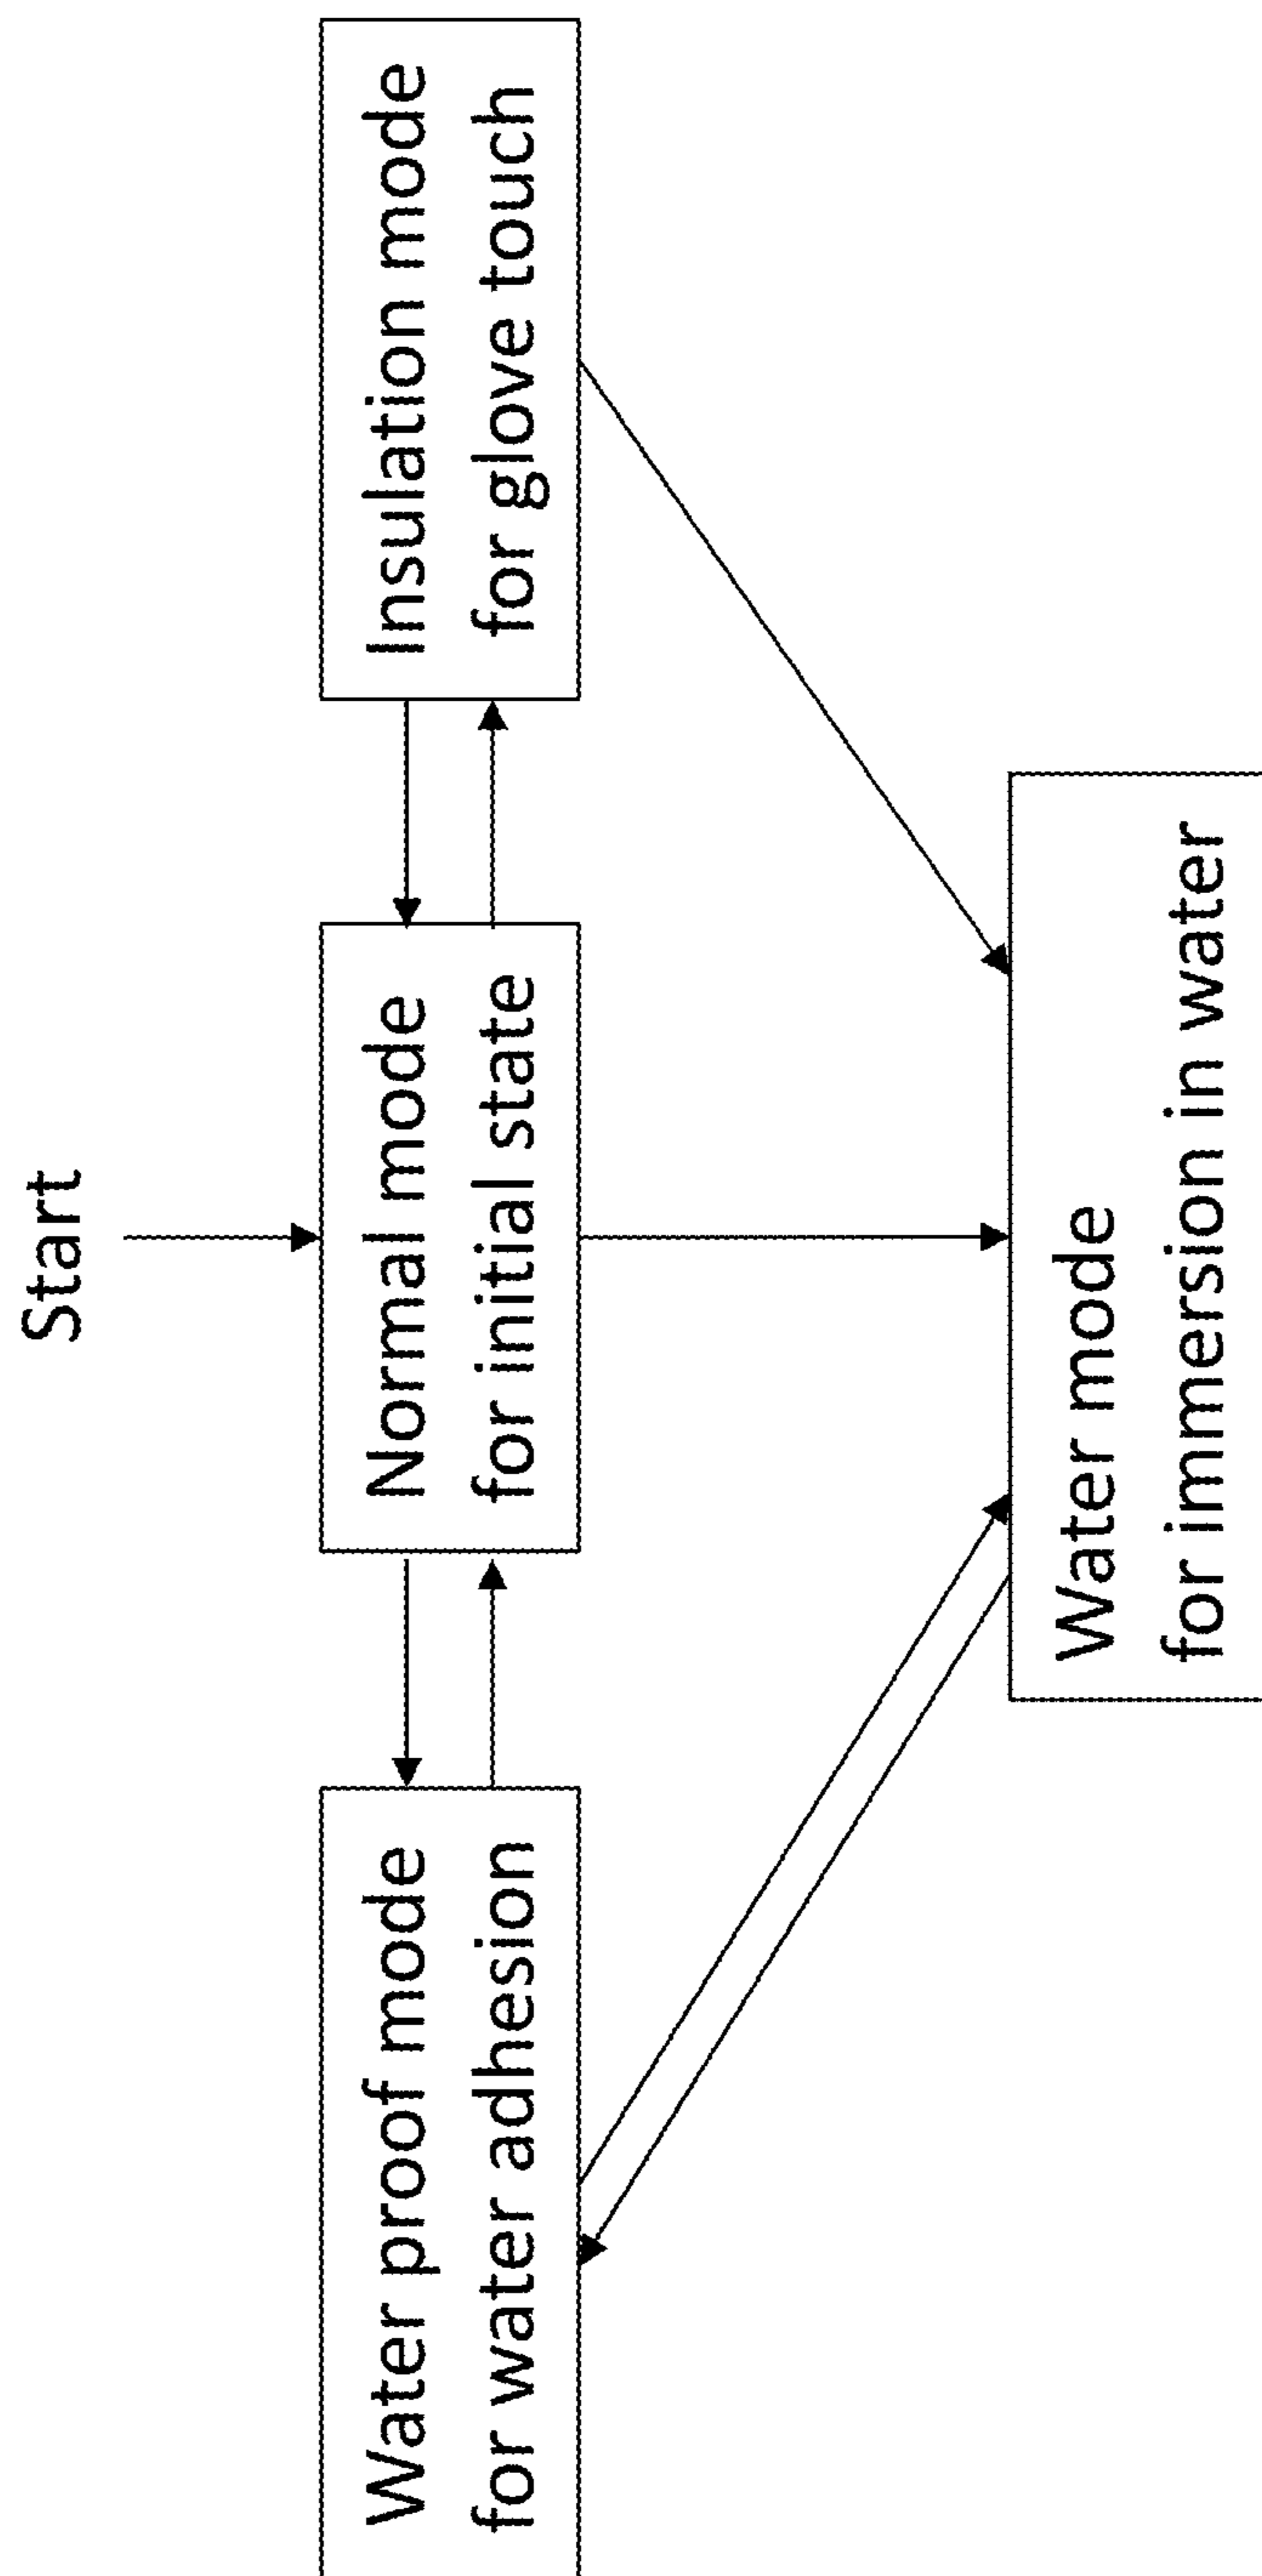 Start
Water proof mode
for water adhesion
Normal mode
for initial state
Insulation mode
for glove touch
Water mode
for immersion in water